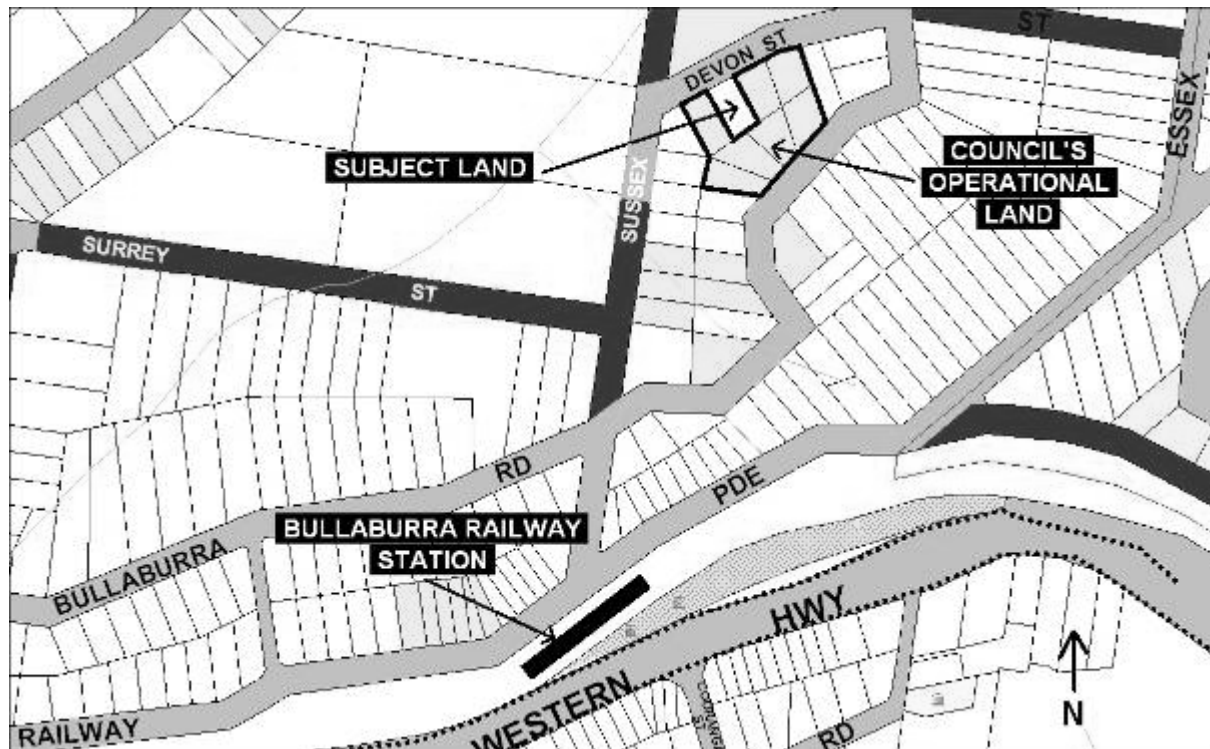 ST
DEVON ST
ESSEX
SUBJECT LAND
COUNCIL'S
OPERATIONAL
LAND
SUSSEX
SURREY
ST
RD
PDE
BULLABURRA RAILWAY
STATION
BULLABURRA
HWY
WESTERN
N
RAILWAY
RD